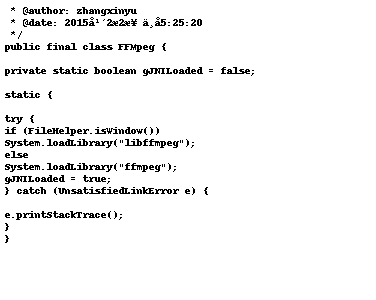 * @author: zhangxinyu
* @date: 2015å¹´2æ2æ¥ ä¸å5:25:20
*/
public final class FFMpeg {
private static boolean gJNILoaded = false;
static {
try {
if (FileHelper.isWindow())
System.loadLibrary("libffmpeg");
else
System.loadLibrary("ffmpeg");
gJNILoaded = true;
} catch (UnsatisfiedLinkError e) {
e.printStackTrace();
}
}